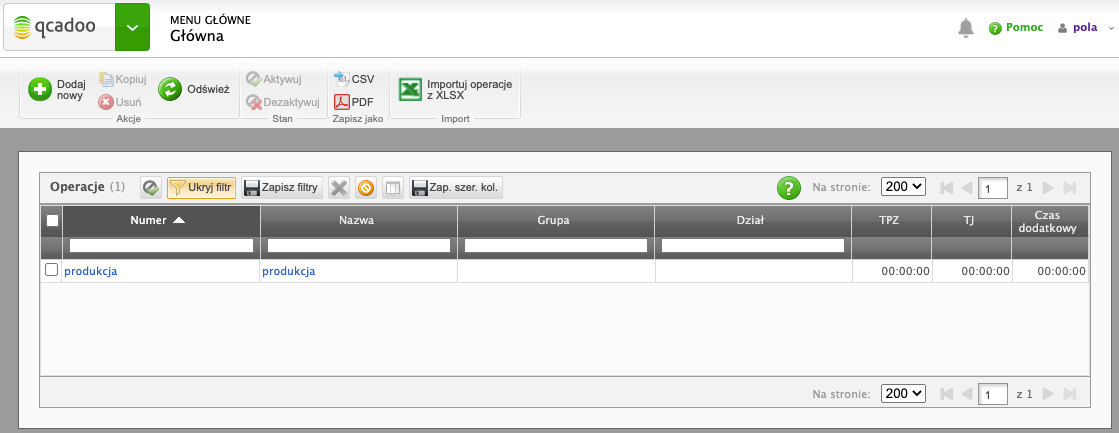 qcadoo
MENU GŁÓWNE
Główna
Pomoc
pola
Dodaj nowy
Kopiuj
Usuń
Odśwież
Akcje
Aktywuj
Dezaktywuj
Stan
CSV
PDF
Zapisz jako
Importuj operacje
z XLSX
Import
Operacje (1)
Ukryj filtr
Zapisz filtry
Zap. szer. kol.
?
Na stronie: 200
1 z 1
Numer
Nazwa
Grupa
Dział
TPZ
TJ
Czas
dodatkowy
produkcja produkcja 00:00:00 00:00:00 00:00:00
Na stronie: 200
1 z 1